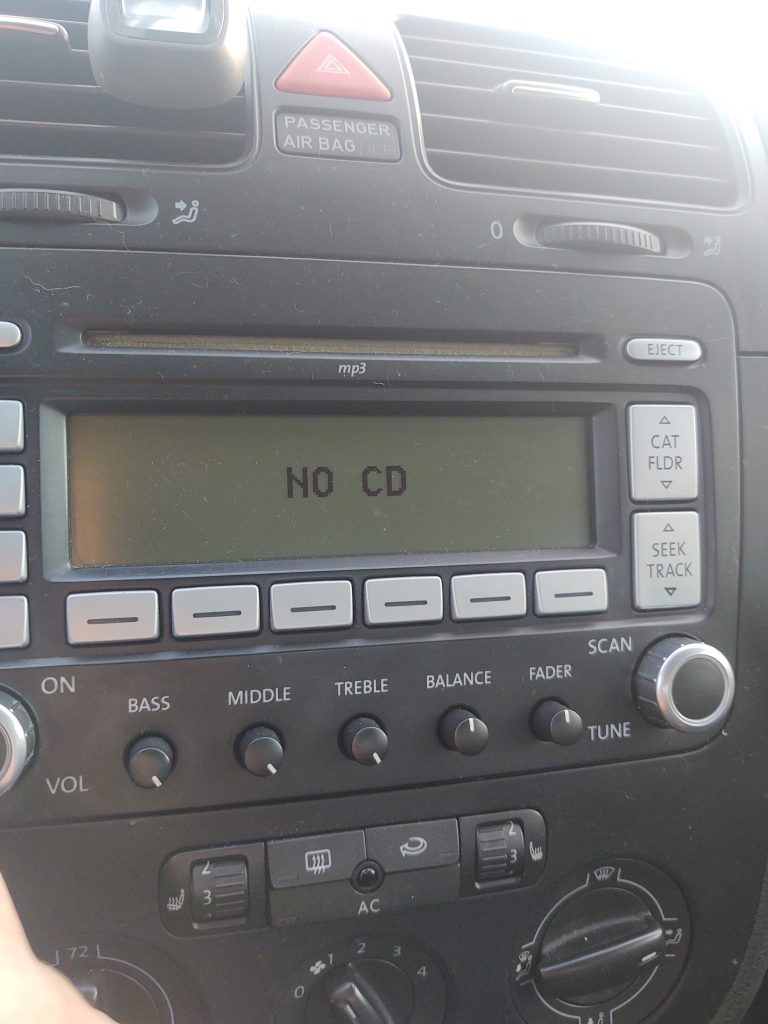 PASSENGER
AIR BAG OFF
0
mp3
EJECT
CAT
FLDR
NO CD
SEEK
TRACK
SCAN
ON
BASS
MIDDLE
TREBLE
BALANCE
FADER
TUNE
VOL
2
3
2
3
AC
72
0
1
2
3
4